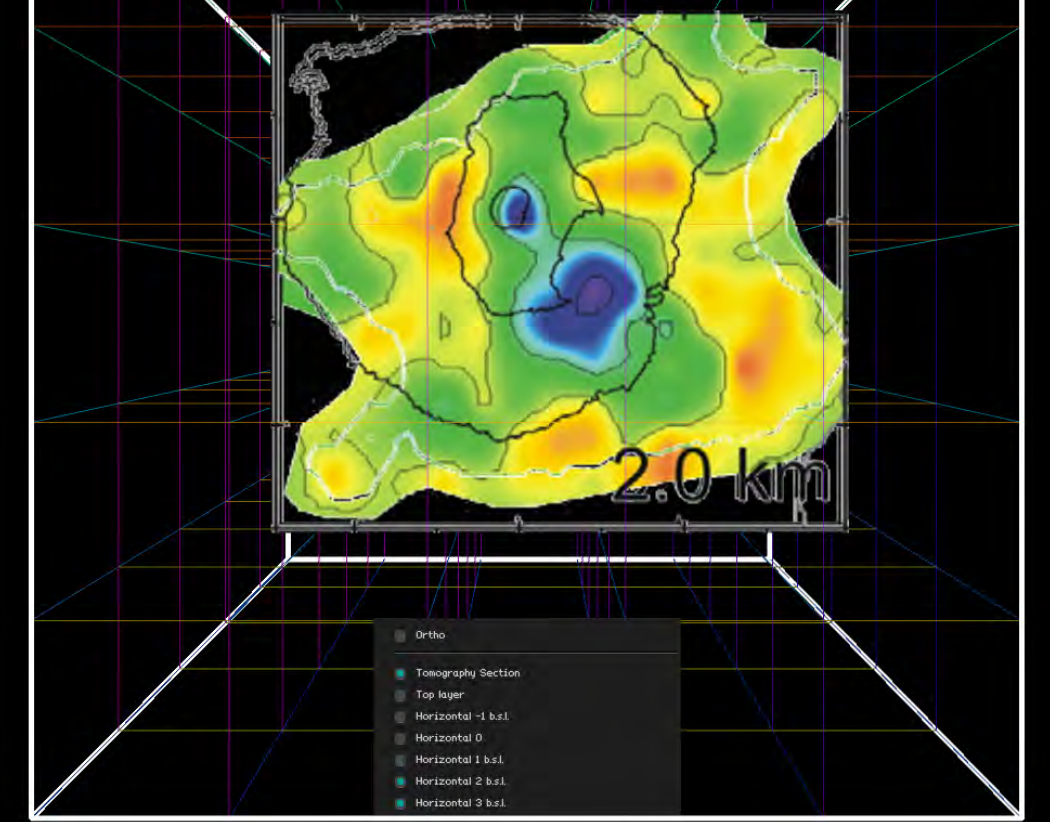 2.0 km
Ortho
Tomography Section
Top layer
Horizontal -1 b.s.l.
Horizontal 0
Horizontal 1 b.s.l.
Horizontal 2 b.s.l.
Horizontal 3 b.s.l.